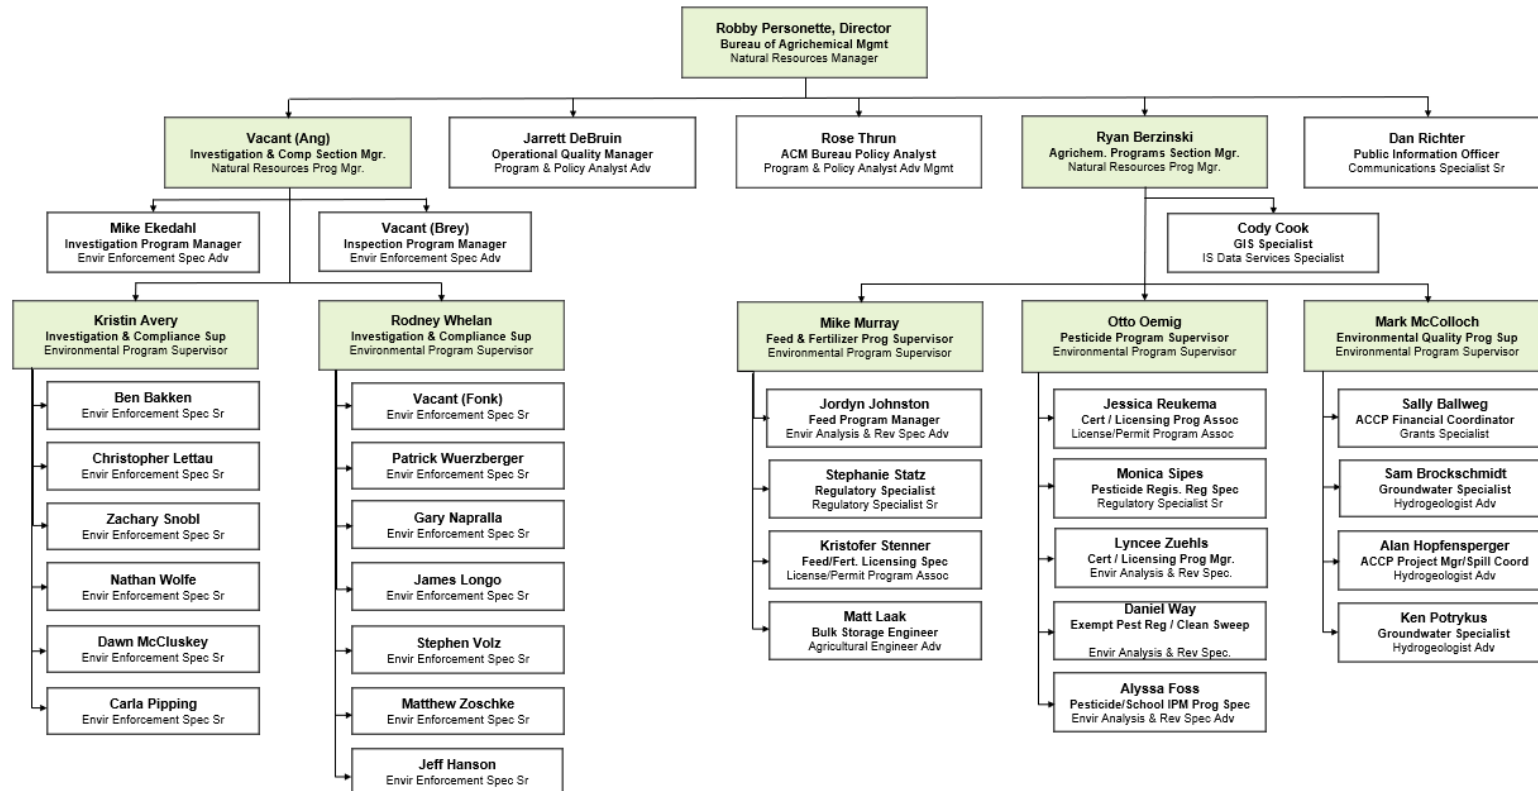 Robby Personette, Director
Bureau of Agrichemical Mgmt
Natural Resources Manager
Vacant (Ang)
Investigation & Comp Section Mgr.
Natural Resources Prog Mgr.
Jarrett DeBruin
Operational Quality Manager
Program & Policy Analyst Adv
Rose Thrun
ACM Bureau Policy Analyst
Program & Policy Analyst Adv Mgmt
Ryan Berzinski
Agrichem. Programs Section Mgr.
Natural Resources Prog Mgr.
Dan Richter
Public Information Officer
Communications Specialist Sr
Mike Ekedahl
Investigation Program Manager
Envir Enforcement Spec Adv
Vacant (Brey)
Inspection Program Manager
Envir Enforcement Spec Adv
Cody Cook
GIS Specialist
IS Data Services Specialist
Kristin Avery
Investigation & Compliance Sup
Environmental Program Supervisor
Ben Bakken
Envir Enforcement Spec Sr
Christopher Lettau
Envir Enforcement Spec Sr
Zachary Snobl
Envir Enforcement Spec Sr
Nathan Wolfe
Envir Enforcement Spec Sr
Dawn McCluskey
Envir Enforcement Spec Sr
Carla Pipping
Envir Enforcement Spec Sr
Rodney Whelan
Investigation & Compliance Sup
Environmental Program Supervisor
Vacant (Fonk)
Envir Enforcement Spec Sr
Patrick Wuerzberger
Envir Enforcement Spec Sr
Gary Napralla
Envir Enforcement Spec Sr
James Longo
Envir Enforcement Spec Sr
Stephen Volz
Envir Enforcement Spec Sr
Matthew Zoschke
Envir Enforcement Spec Sr
Jeff Hanson
Envir Enforcement Spec Sr
Mike Murray
Feed & Fertilizer Prog Supervisor
Environmental Program Supervisor
Jordyn Johnston
Feed Program Manager
Envir Analysis & Rev Spec Adv
Stephanie Statz
Regulatory Specialist
Regulatory Specialist Sr
Kristofer Stenner
Feed/Fert. Licensing Spec
License/Permit Program Assoc
Matt Laak
Bulk Storage Engineer
Agricultural Engineer Adv
Otto Oemig
Pesticide Program Supervisor
Environmental Program Supervisor
Jessica Reukema
Cert / Licensing Prog Assoc
License/Permit Program Assoc
Monica Sipes
Pesticide Regis. Reg Spec
Regulatory Specialist Sr
Lyncee Zuehls
Cert / Licensing Prog Mgr.
Envir Analysis & Rev Spec.
Daniel Way
Exempt Pest Reg / Clean Sweep
Envir Analysis & Rev Spec.
Alyssa Foss
Pesticide/School IPM Prog Spec
Envir Analysis & Rev Spec Adv
Mark McColloch
Environmental Quality Prog Sup
Environmental Program Supervisor
Sally Ballweg
ACCP Financial Coordinator
Grants Specialist
Sam Brockschmidt
Groundwater Specialist
Hydrogeologist Adv
Alan Hopfensperger
ACCP Project Mgr/Spill Coord
Hydrogeologist Adv
Ken Potrykus
Groundwater Specialist
Hydrogeologist Adv